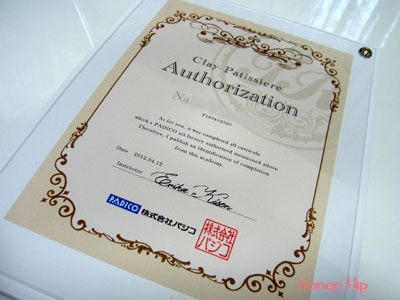 Clay Patissiere
Authorization
As for you, it was completed all curricula
which a PADICO art factors authorized mentioned above.
Therefore, I publish an identification of completion
from this academy.
Date 2012.04.12
Instructor
PADICO 株式会社パジコ
株式会社
パジコ
Nunan Hip